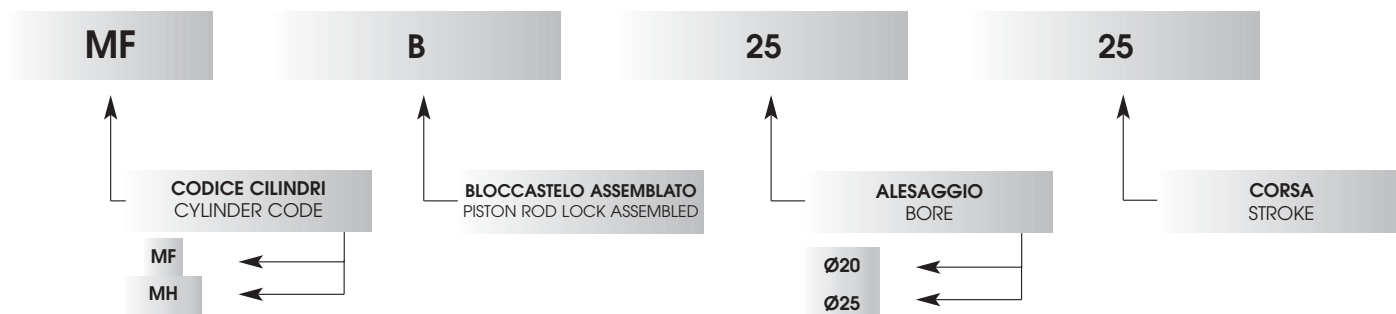 MF B 25 25
CODICE CILINDRI
CYLINDER CODE
BLOCCASTELO ASSEMBLATO
PISTON ROD LOCK ASSEMBLED
ALESAGGIO
BORE
CORSA
STROKE
MF
MH
Ø20
Ø25